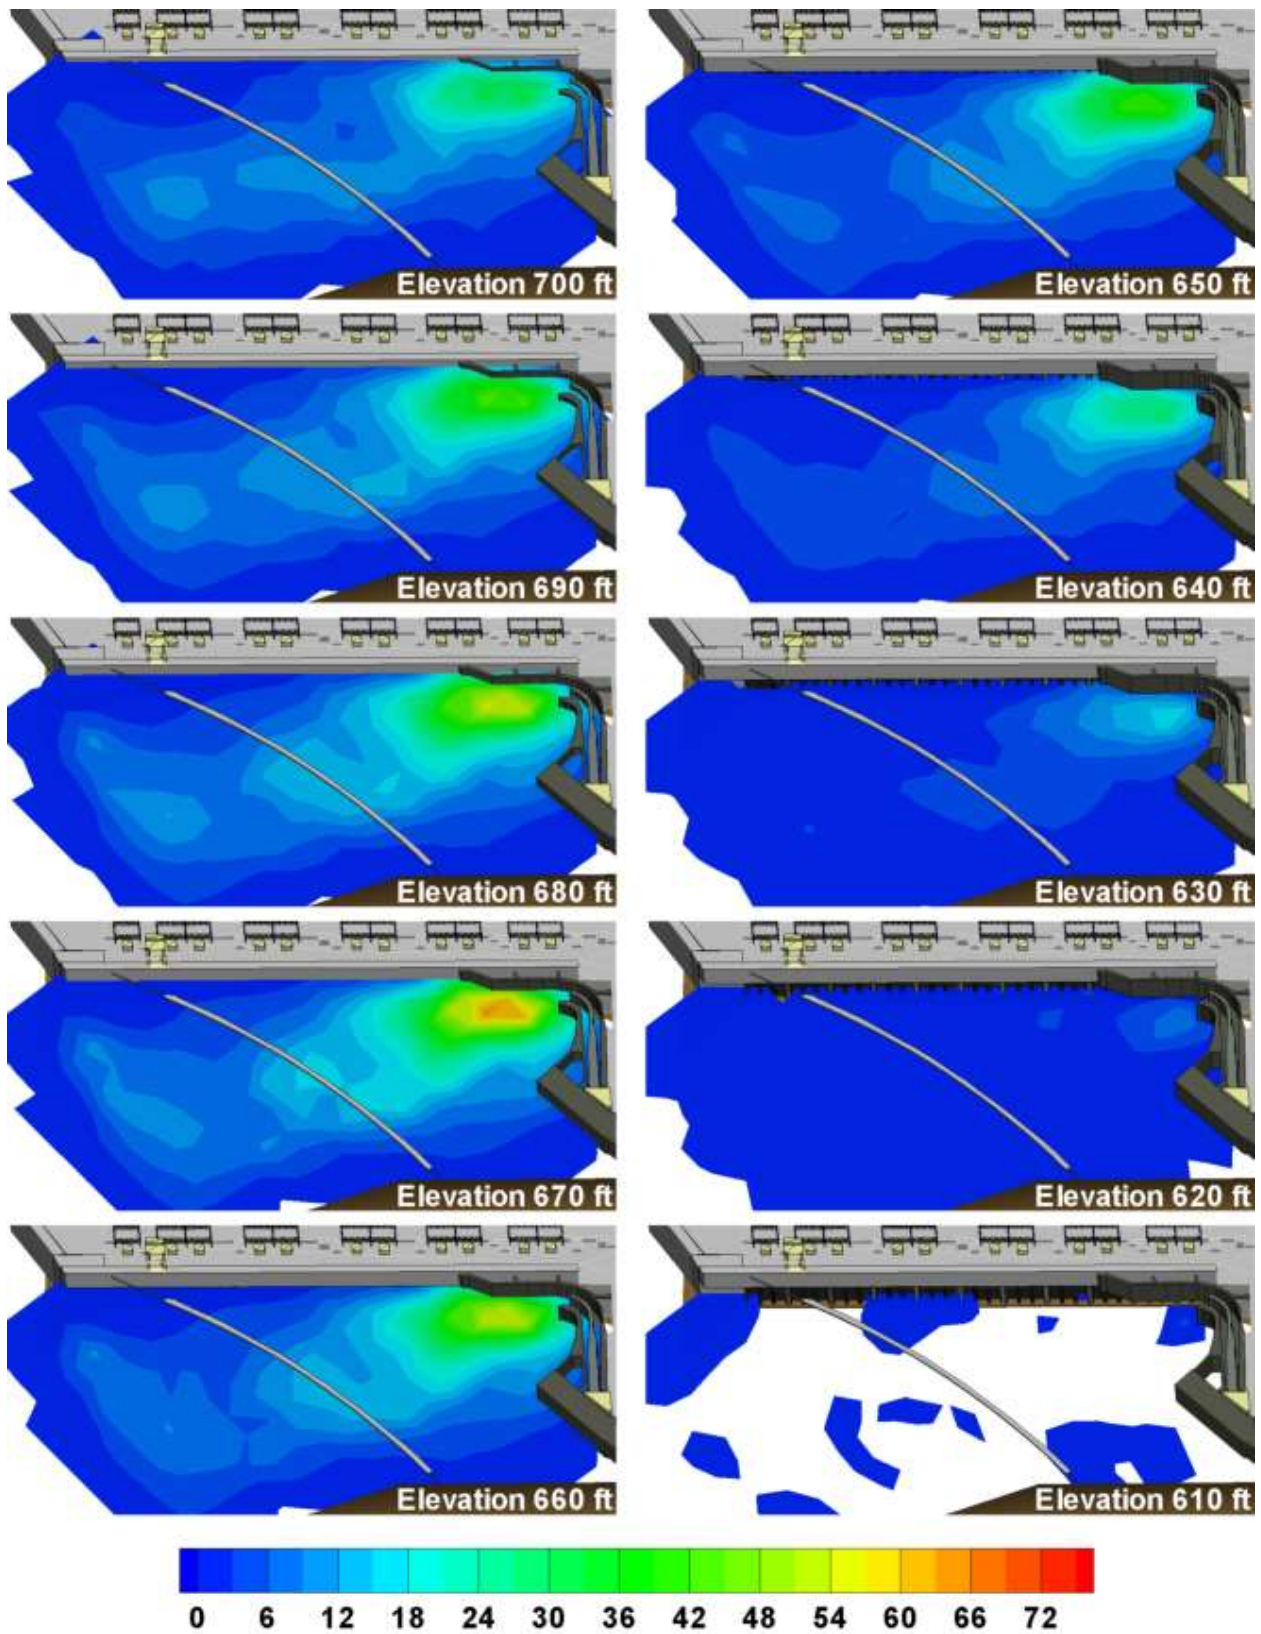 Elevation 700 ft
Elevation 650 ft
Elevation 690 ft
Elevation 640 ft
Elevation 680 ft
Elevation 630 ft
Elevation 670 ft
Elevation 620 ft
Elevation 660 ft
Elevation 610 ft
0 6 12 18 24 30 36 42 48 54 60 66 72